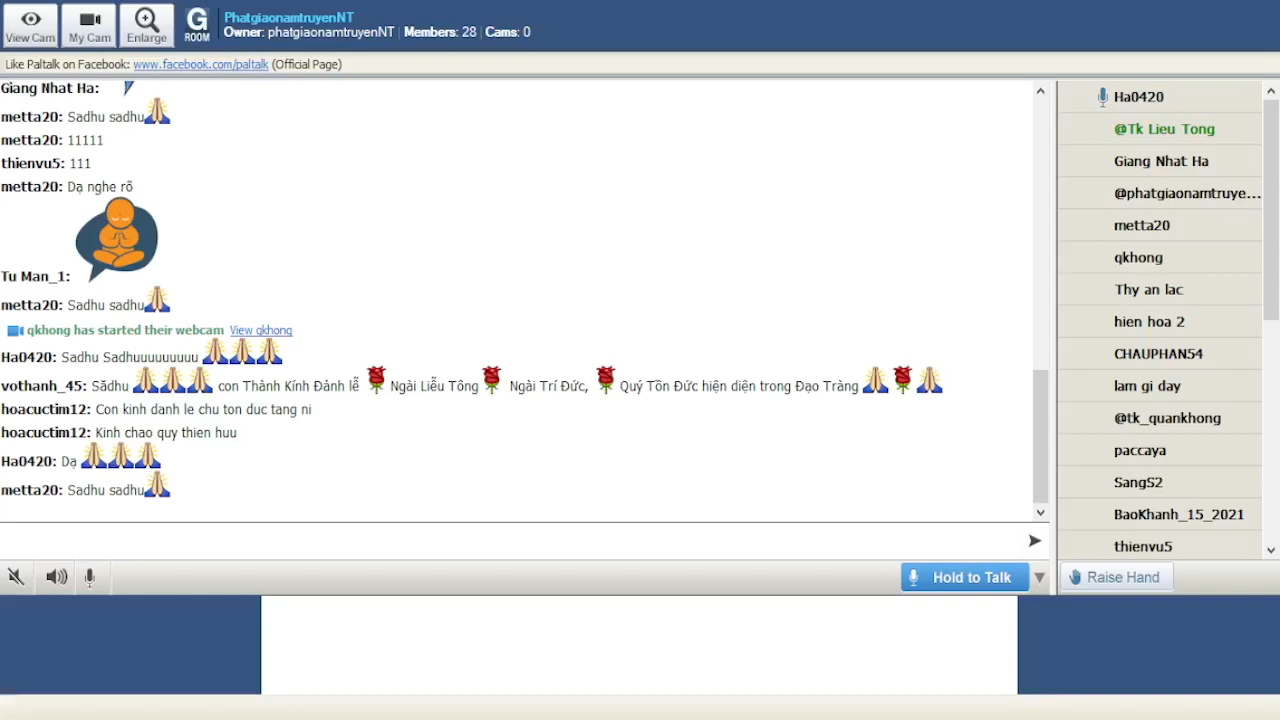 View Cam
My Cam
Enlarge
G ROOM
PhatgiaonamtruyenNT
Owner: phatgiaonamtruyenNT | Members: 28 | Cams: 0
Like Paltalk on Facebook: www.facebook.com/paltalk (Official Page)
Giang Nhat Ha:
metta20: Sadhu sadhu
metta20: 11111
thienvu5: 111
metta20: Dạ nghe rõ
Tu Man_1:
metta20: Sadhu sadhu
qkhong has started their webcam View qkhong
Ha0420: Sadhu Sadhuuuuuuuuu
vothanh_45: Sādhu con Thành Kính Đảnh lễ Ngài Liễu Tông Ngài Trí Đức, Quý Tôn Đức hiện diện trong Đạo Tràng
hoacuctim12: Con kinh danh le chu ton duc tang ni
hoacuctim12: Kinh chao quy thien huu
Ha0420: Dạ
metta20: Sadhu sadhu
Hold to Talk
Ha0420
@Tk Lieu Tong
Giang Nhat Ha
@phatgiaonamtruye...
metta20
qkhong
Thy an lac
hien hoa 2
CHAUPHAN54
lam gi day
@tk_quankhong
paccaya
SangS2
BaoKhanh_15_2021
thienvu5
Raise Hand